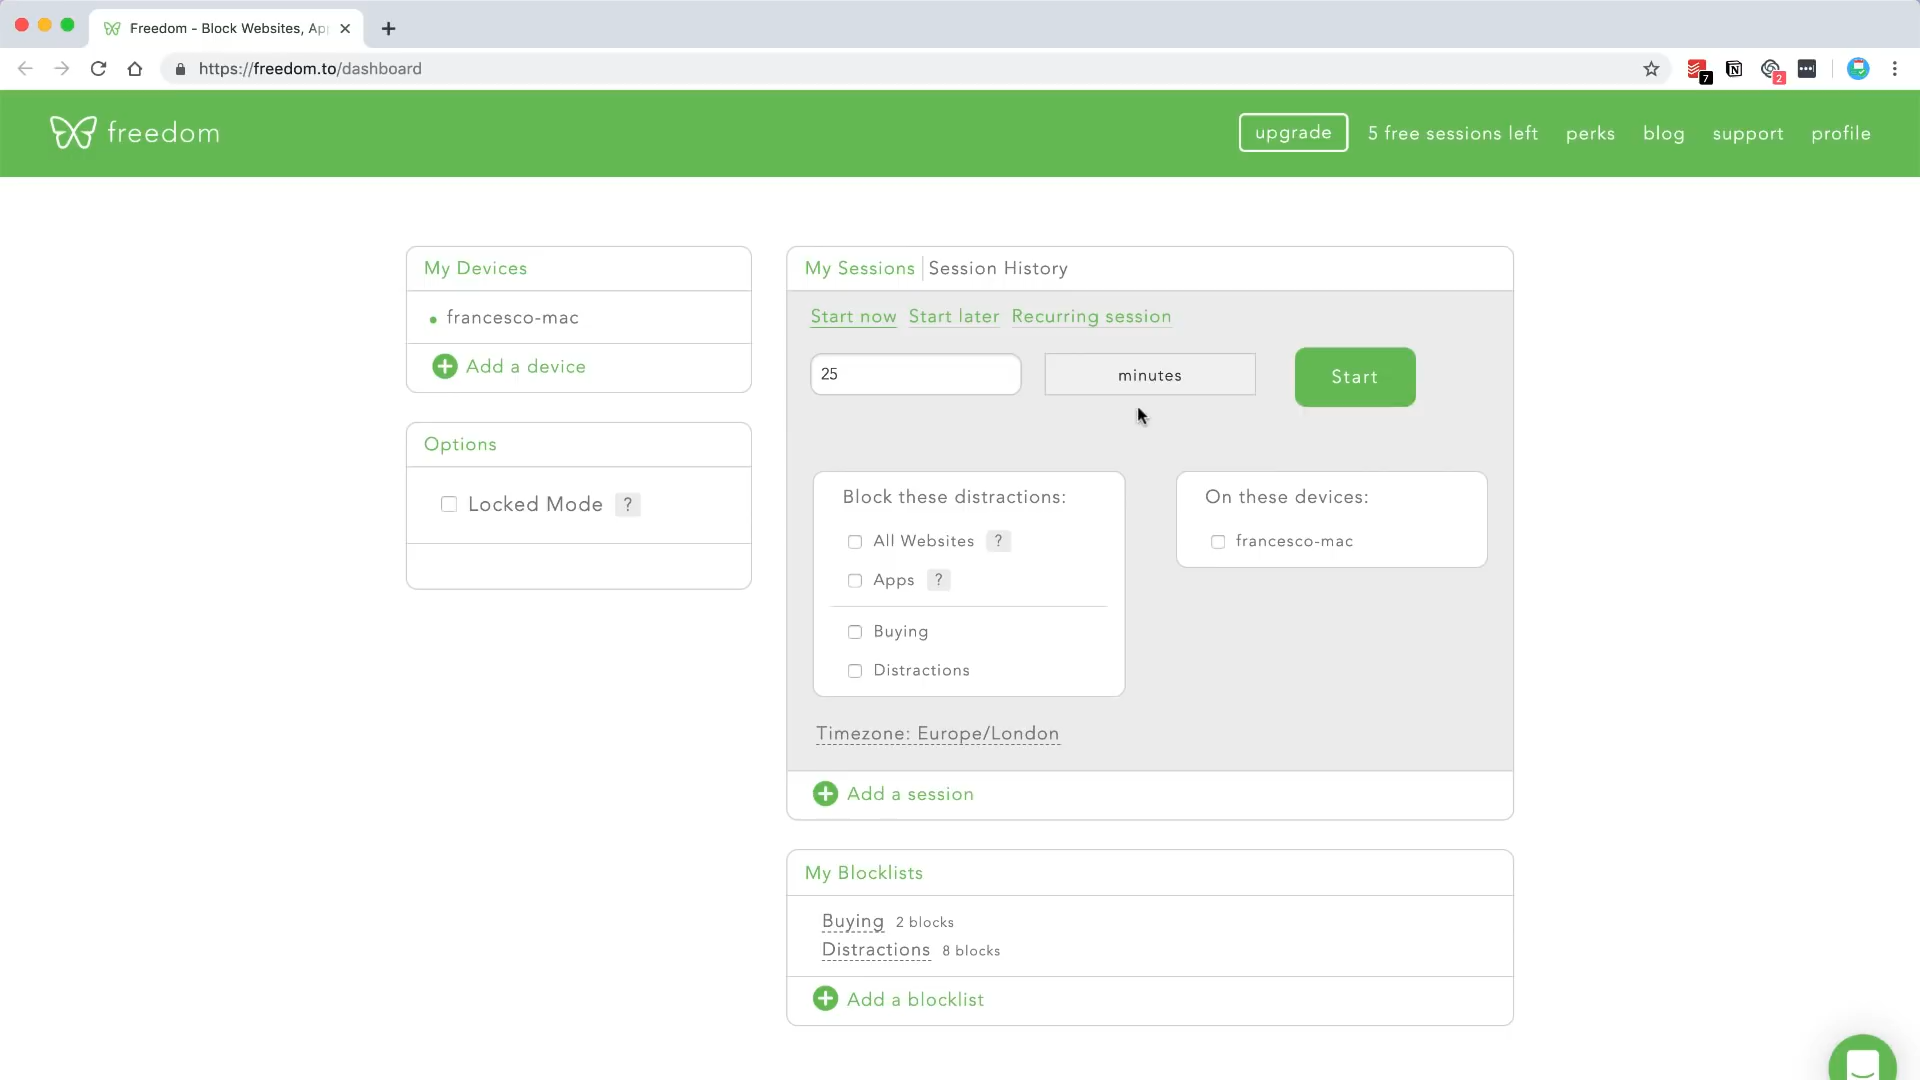 Freedom - Block Websites, Ap
https://freedom.to/dashboard
7
2
freedom
upgrade
5 free sessions left
perks
blog
support
profile
My Devices
francesco-mac
Add a device
Options
Locked Mode ?
My Sessions
Session History
Start now
Start later
Recurring session
25
minutes
Start
Block these distractions:
All Websites ?
Apps ?
Buying
Distractions
On these devices:
francesco-mac
Timezone: Europe/London
Add a session
My Blocklists
Buying 2 blocks
Distractions 8 blocks
Add a blocklist